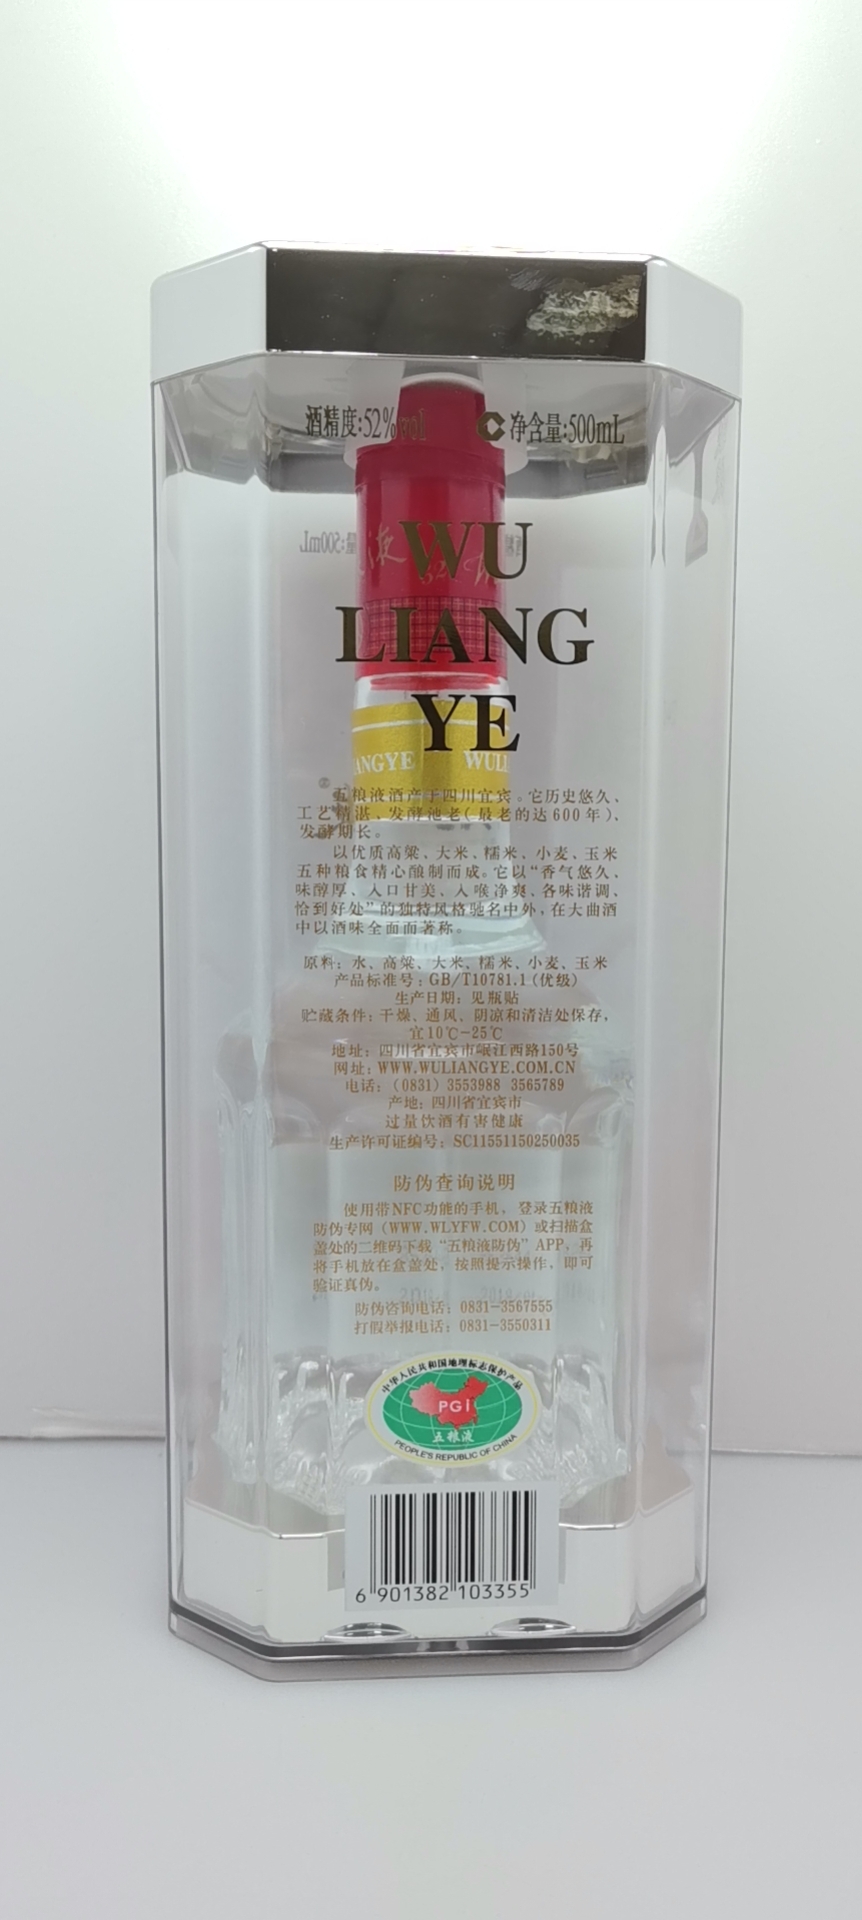 酒精度:52%vol
C 净含量:500mL
WU
LIANG
YE
ANGYE WULI
五粮液酒产于四川宜宾。它历史悠久、
工艺精湛、发酵池老(最老的达600年)、
发酵期长。
以优质高粱、大米、糯米、小麦、玉米
五种粮食精心酿制而成。它以“香气悠久、
味醇厚、入口甘美、入喉净爽、各味谐调、
恰到好处”的独特风格驰名中外,在大曲酒
中以酒味全面而著称。
原料:水、高粱、大米、糯米、小麦、玉米
产品标准号:GB/T10781.1(优级)
生产日期:见瓶贴
贮藏条件:干燥、通风、阴凉和清洁处保存,
宜10℃-25℃
地址:四川省宜宾市岷江西路150号
网址:WWW.WULIANGYE.COM.CN
电话:(0831) 3553988 3565789
产地:四川省宜宾市
过量饮酒有害健康
生产许可证编号:SC11551150250035
防伪查询说明
使用带NFC功能的手机,登录五粮液
防伪专网(WWW.WLYFW.COM)或扫描盒
盖处的二维码下载“五粮液防伪”APP,再
将手机放在盒盖处,按照提示操作,即可
验证真伪。
防伪咨询电话:0831-3567555
打假举报电话:0831-3550311
中华人民共和国地理标志保护产品
PGI
五粮液
PEOPLE'S REPUBLIC OF CHINA
6 901382 103355